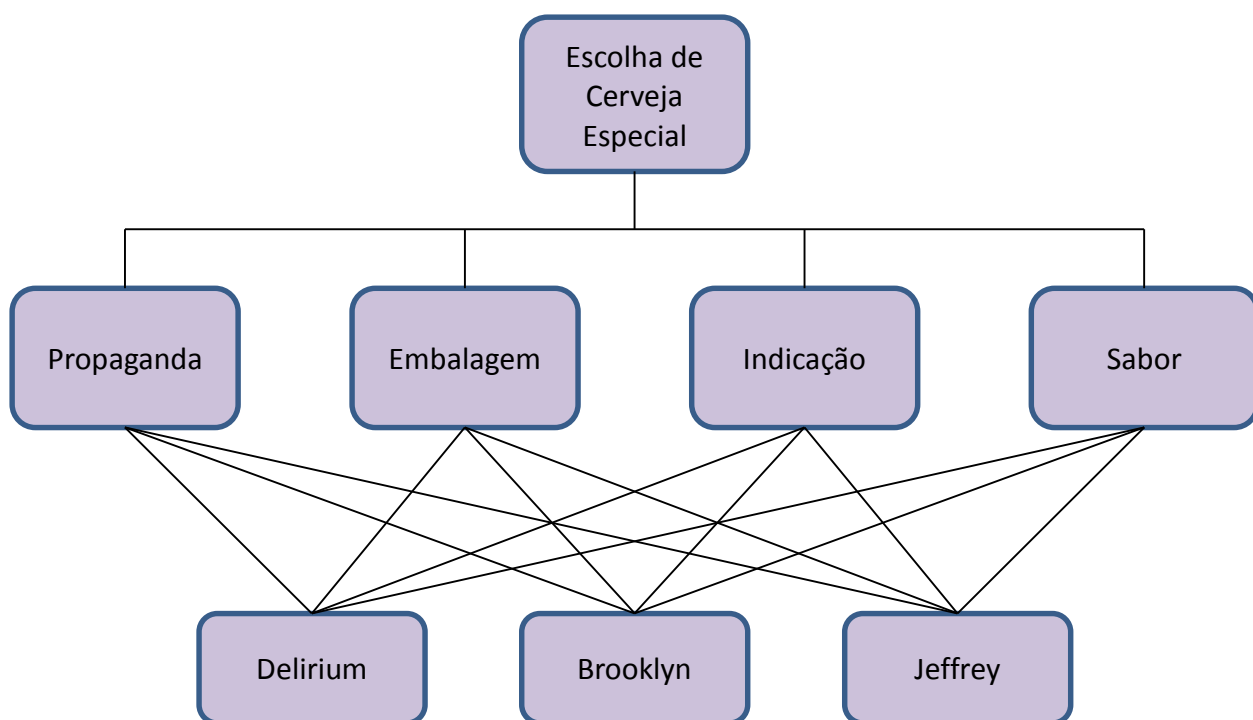 Escolha de
Cerveja
Especial
Propaganda
Embalagem
Indicação
Sabor
Delirium
Brooklyn
Jeffrey